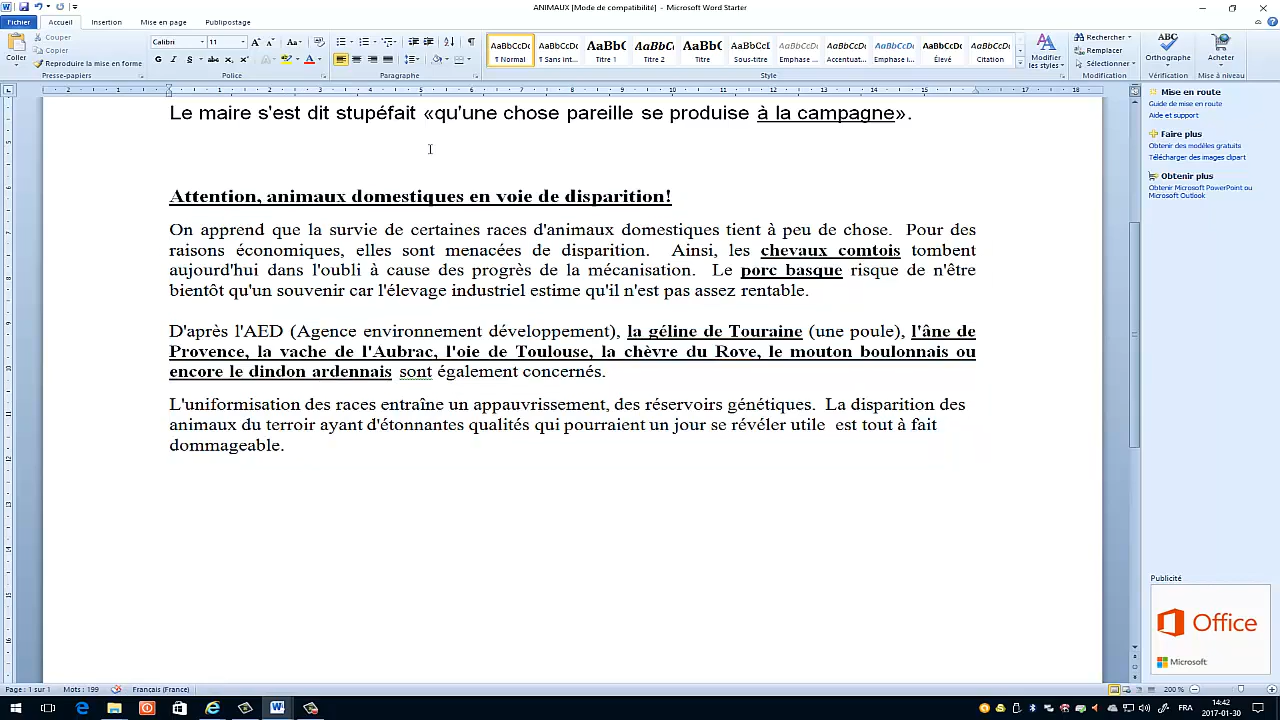 ANIMAUX [Mode de compatibilité] - Microsoft Word Starter
Fichier Accueil Insertion Mise en page Publipostage
Coller
Couper
Copier
Reproduire la mise en forme
Presse-papiers
Calibri 11
Police
Paragraphe
AaBbCcDc AaBbCcDc AaBbC AaBbCc AaBbC AaBbCcI AaBbCcDc AaBbCcDc AaBbCcDc AaBbCcDc AaBbCcDc
¶ Normal ¶ Sans int... Titre 1 Titre 2 Titre Sous-titre Emphase ... Accentuat... Emphase i... Élevé Citation
Style
Modifier les styles
Rechercher
Remplacer
Sélectionner
Modification
Orthographe
Vérification
Acheter
Mise à niveau
Le maire s'est dit stupéfait «qu'une chose pareille se produise à la campagne».
Attention, animaux domestiques en voie de disparition!
On apprend que la survie de certaines races d'animaux domestiques tient à peu de chose. Pour des
raisons économiques, elles sont menacées de disparition. Ainsi, les chevaux comtois tombent
aujourd'hui dans l'oubli à cause des progrès de la mécanisation. Le porc basque risque de n'être
bientôt qu'un souvenir car l'élevage industriel estime qu'il n'est pas assez rentable.
D'après l'AED (Agence environnement développement), la géline de Touraine (une poule), l'âne de
Provence, la vache de l'Aubrac, l'oie de Toulouse, la chèvre du Rove, le mouton boulonnais ou
encore le dindon ardennais sont également concernés.
L'uniformisation des races entraîne un appauvrissement, des réservoirs génétiques. La disparition des
animaux du terroir ayant d'étonnantes qualités qui pourraient un jour se révéler utile est tout à fait
dommageable.
Mise en route
Guide de mise en route
Aide et support
Faire plus
Obtenir des modèles gratuits
Télécharger des images clipart
Obtenir plus
Obtenir Microsoft PowerPoint ou
Microsoft Outlook
Publicité
Office
Microsoft
Page : 1 sur 1 Mots : 199 Français (France) 200 %
FRA
14:42
2017-01-30